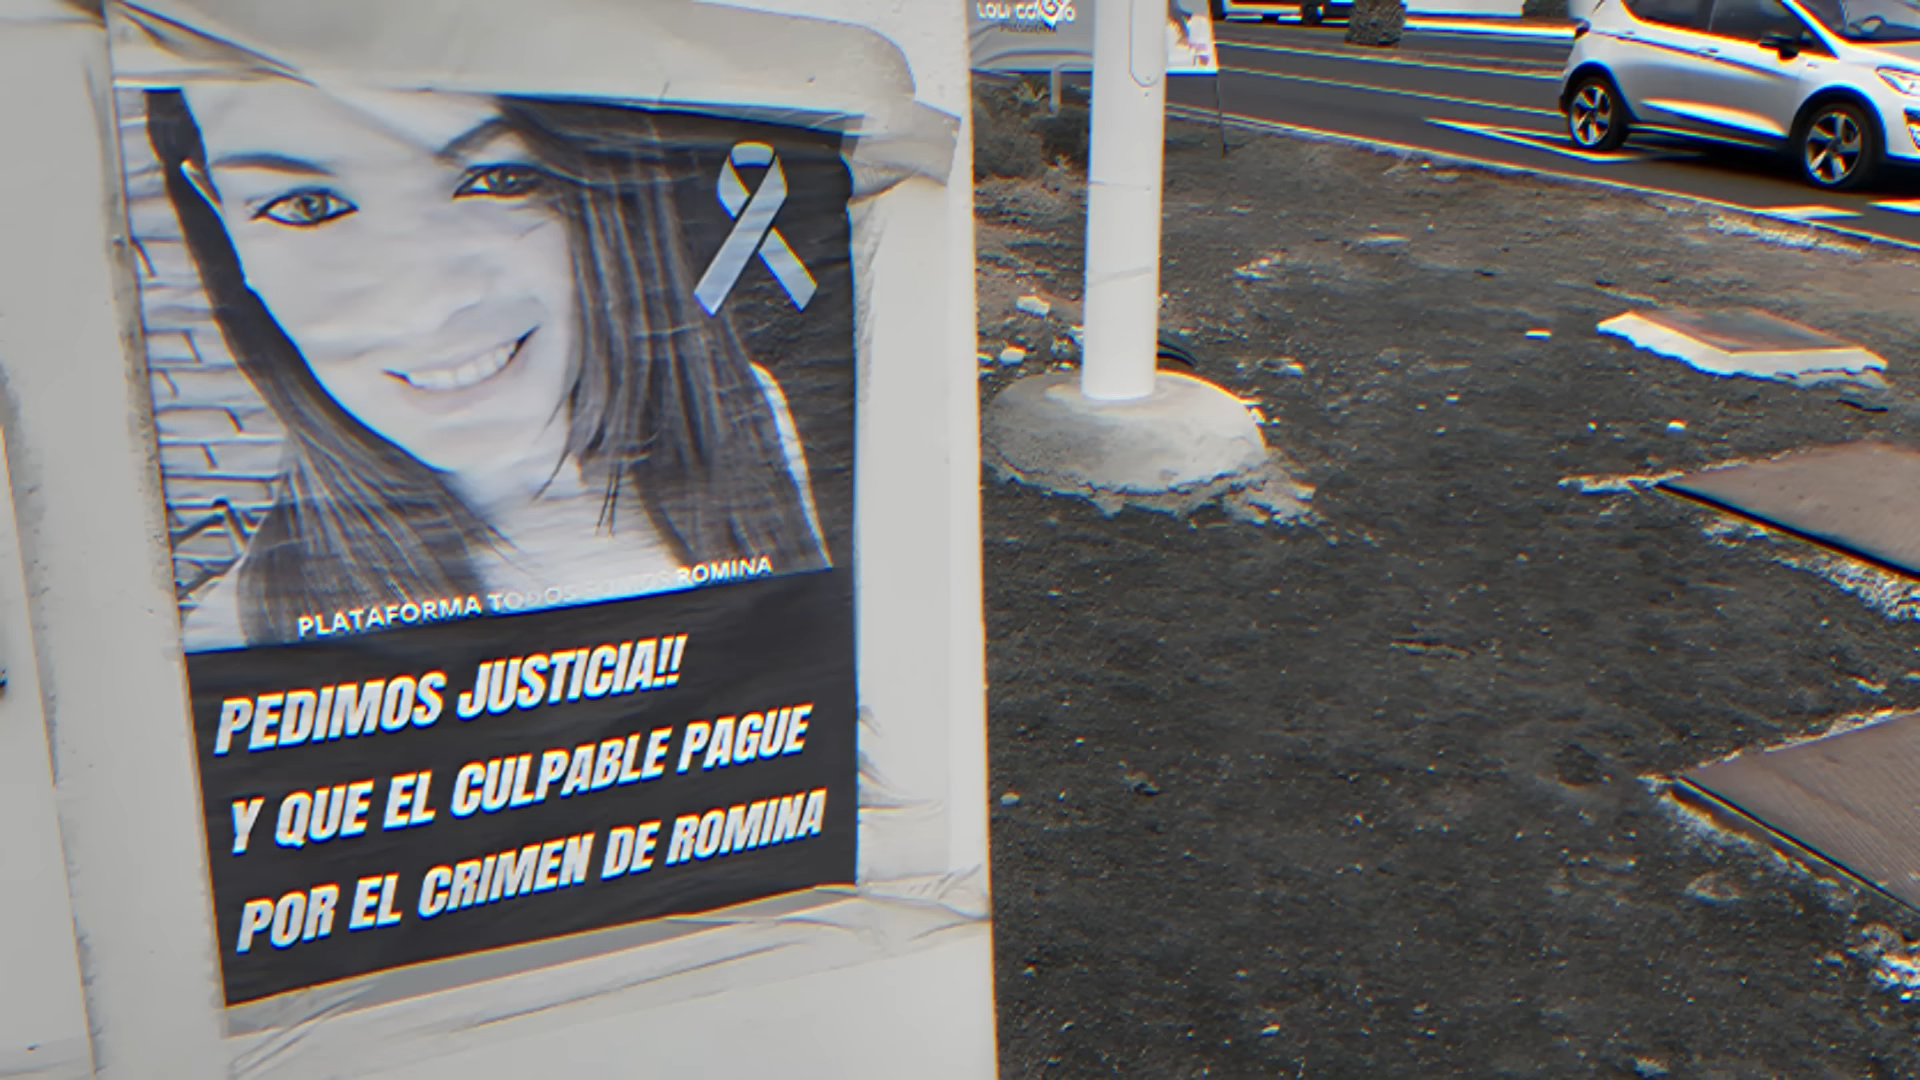 PLATAFORMA TODOS SOMOS ROMINA
PEDIMOS JUSTICIA!!
Y QUE EL CULPABLE PAGUE
POR EL CRIMEN DE ROMINA